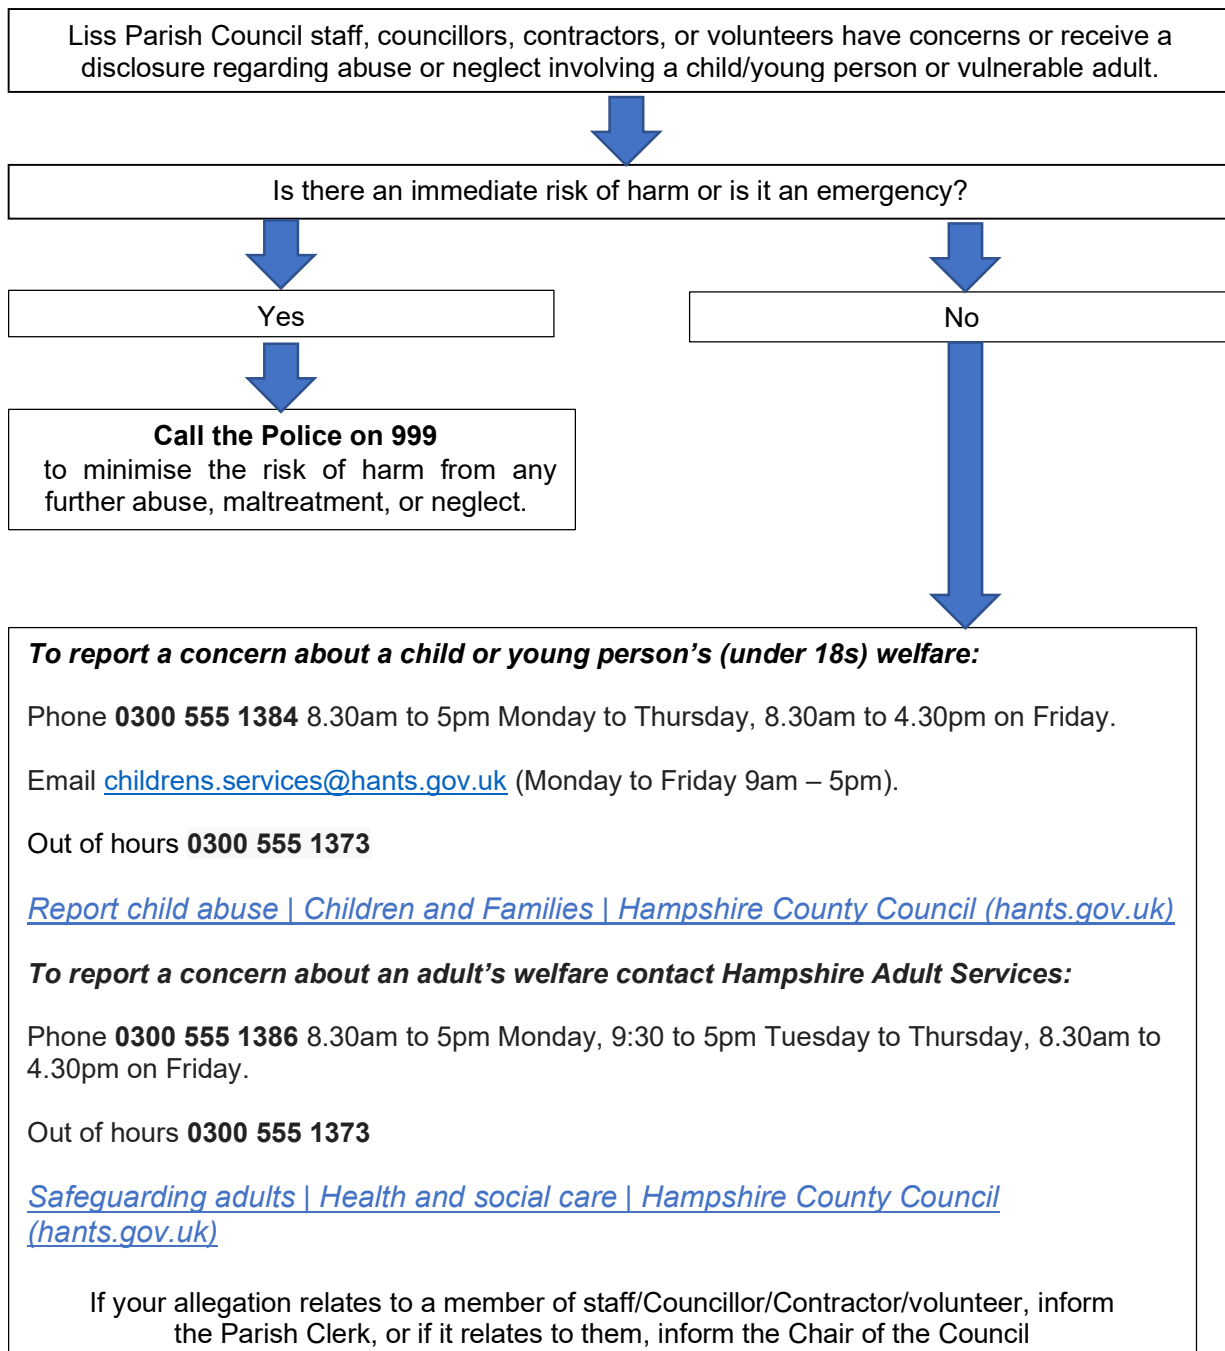 Liss Parish Council staff, councillors, contractors, or volunteers have concerns or receive a
disclosure regarding abuse or neglect involving a child/young person or vulnerable adult.
Is there an immediate risk of harm or is it an emergency?
Yes
No
Call the Police on 999
to minimise the risk of harm from any
further abuse, maltreatment, or neglect.
To report a concern about a child or young person’s (under 18s) welfare:
Phone 0300 555 1384 8.30am to 5pm Monday to Thursday, 8.30am to 4.30pm on Friday.
Email childrens.services@hants.gov.uk (Monday to Friday 9am – 5pm).
Out of hours 0300 555 1373
Report child abuse | Children and Families | Hampshire County Council (hants.gov.uk)
To report a concern about an adult’s welfare contact Hampshire Adult Services:
Phone 0300 555 1386 8.30am to 5pm Monday, 9:30 to 5pm Tuesday to Thursday, 8.30am to
4.30pm on Friday.
Out of hours 0300 555 1373
Safeguarding adults | Health and social care | Hampshire County Council
(hants.gov.uk)
If your allegation relates to a member of staff/Councillor/Contractor/volunteer, inform
the Parish Clerk, or if it relates to them, inform the Chair of the Council